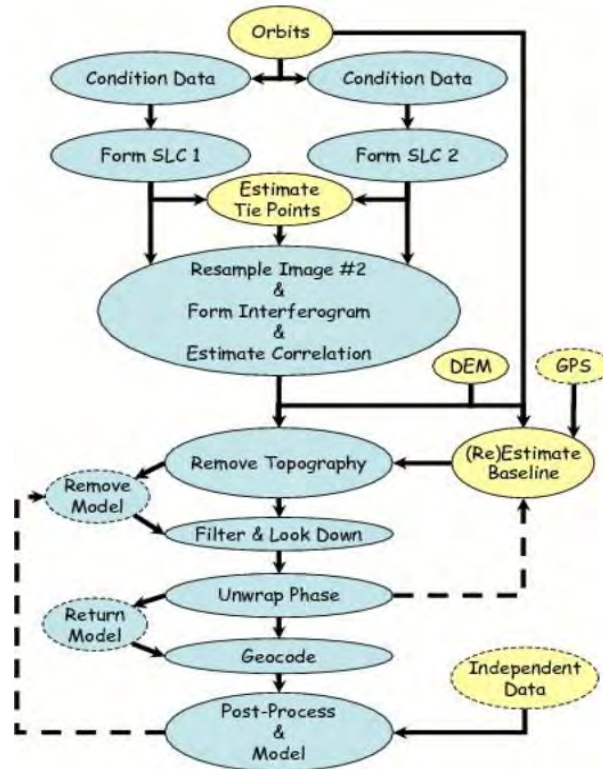 Orbits
Condition Data
Condition Data
Form SLC 1
Form SLC 2
Estimate
Tie Points
Resample Image #2
&
Form Interferogram
&
Estimate Correlation
DEM
GPS
(Re)Estimate
Baseline
Remove Topography
Remove
Model
Filter & Look Down
Unwrap Phase
Return
Model
Geocode
Independent
Data
Post-Process
&
Model